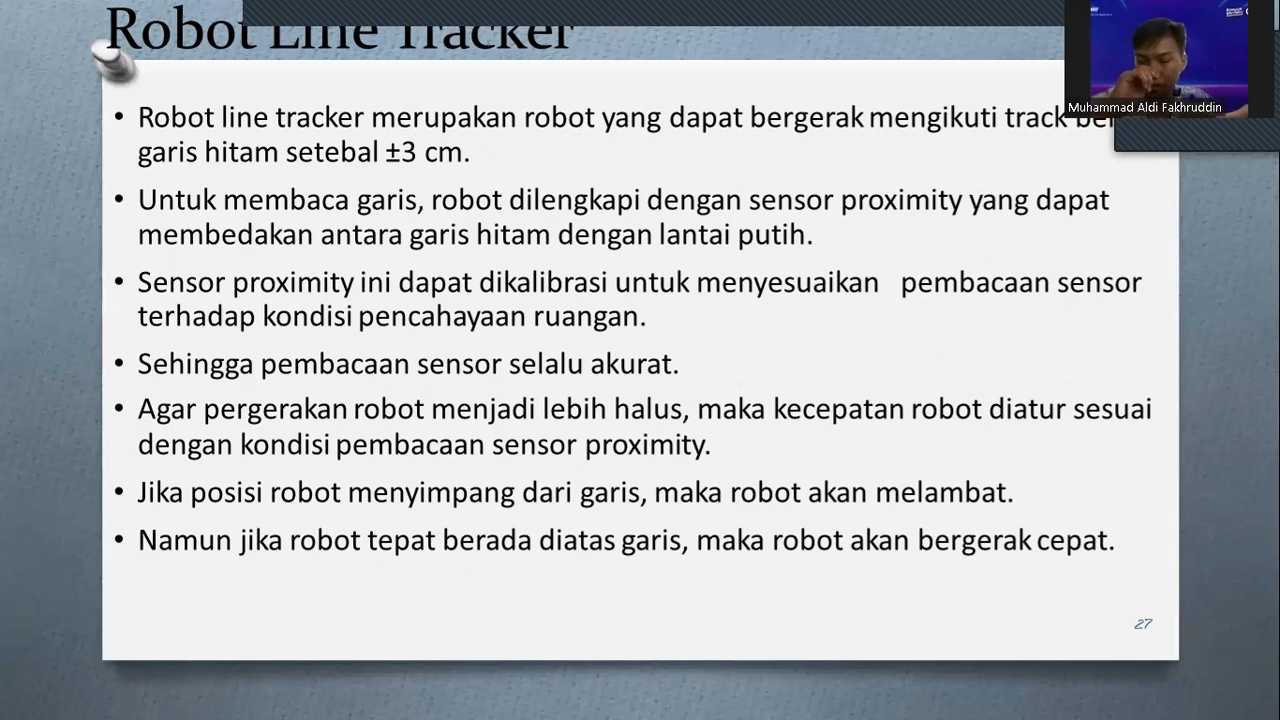 Robot Line Tracker
Muhammad Aldi Fakhruddin
• Robot line tracker merupakan robot yang dapat bergerak mengikuti track
garis hitam setebal ±3 cm.
• Untuk membaca garis, robot dilengkapi dengan sensor proximity yang dapat
membedakan antara garis hitam dengan lantai putih.
• Sensor proximity ini dapat dikalibrasi untuk menyesuaikan pembacaan sensor
terhadap kondisi pencahayaan ruangan.
• Sehingga pembacaan sensor selalu akurat.
• Agar pergerakan robot menjadi lebih halus, maka kecepatan robot diatur sesuai
dengan kondisi pembacaan sensor proximity.
• Jika posisi robot menyimpang dari garis, maka robot akan melambat.
• Namun jika robot tepat berada diatas garis, maka robot akan bergerak cepat.
27